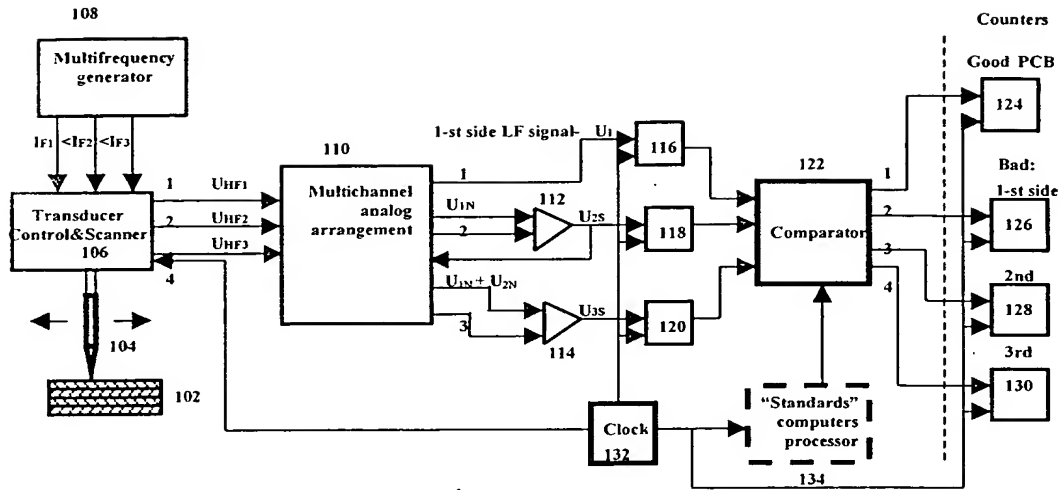 108
Multifrequency
generator
IF1 <IF2 <IF3
Transducer
Control&Scanner
106
1
UHF1
2
UHF2
UHF3
4
104
102
110
Multichannel
analog
arrangement
1-st side LF signal- U1
1
U1N
2
112
U2S
U1N + U2N
3
U3S
114
116
118
120
Clock
132
122
Comparator
1
2
3
4
"Standards"
computers
processor
134
Counters
Good PCB
124
Bad:
1-st side
126
2nd
128
3rd
130